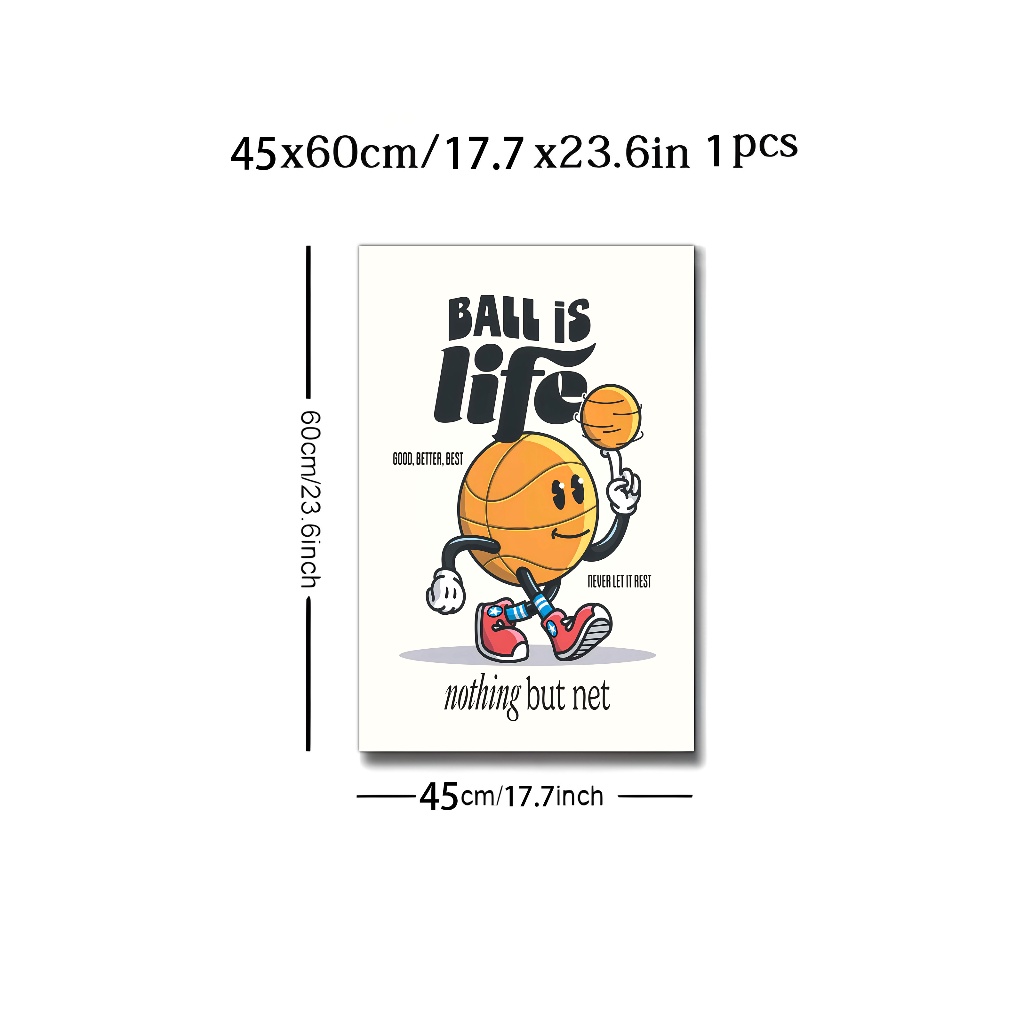 45x60cm/17.7 x23.6in 1pcs
BALL iS
life
GOOD, BETTER, BEST
60cm/23.6inch
NEVER LET IT REST
nothing but net
45cm/17.7inch